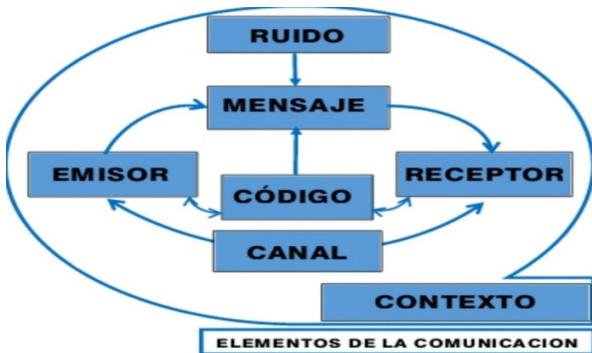 RUIDO
MENSAJE
EMISOR
RECEPTOR
CÓDIGO
CANAL
CONTEXTO
ELEMENTOS DE LA COMUNICACION